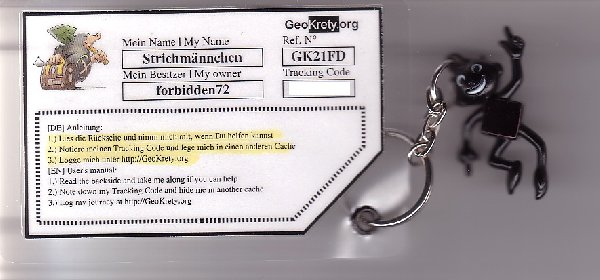 GeoKrety.org
Mein Name | My Name
Ref. N°
Strichmännchen
GK21FD
Mein Besitzer | My owner
Tracking Code
forbidden72
[DE] Anleitung:
1.) Lies die Rückseite und nimm mich mit, wenn Du helfen kannst
2.) Notiere meinen Tracking Code und lege mich in einen anderen Cache
3.) Logge mich unter http://GeoKrety.org
[EN] User's manual:
1.) Read the backside and take me along if you can help
2.) Note down my Tracking Code and hide me in another cache
3.) Log my journey at http://GeoKrety.org